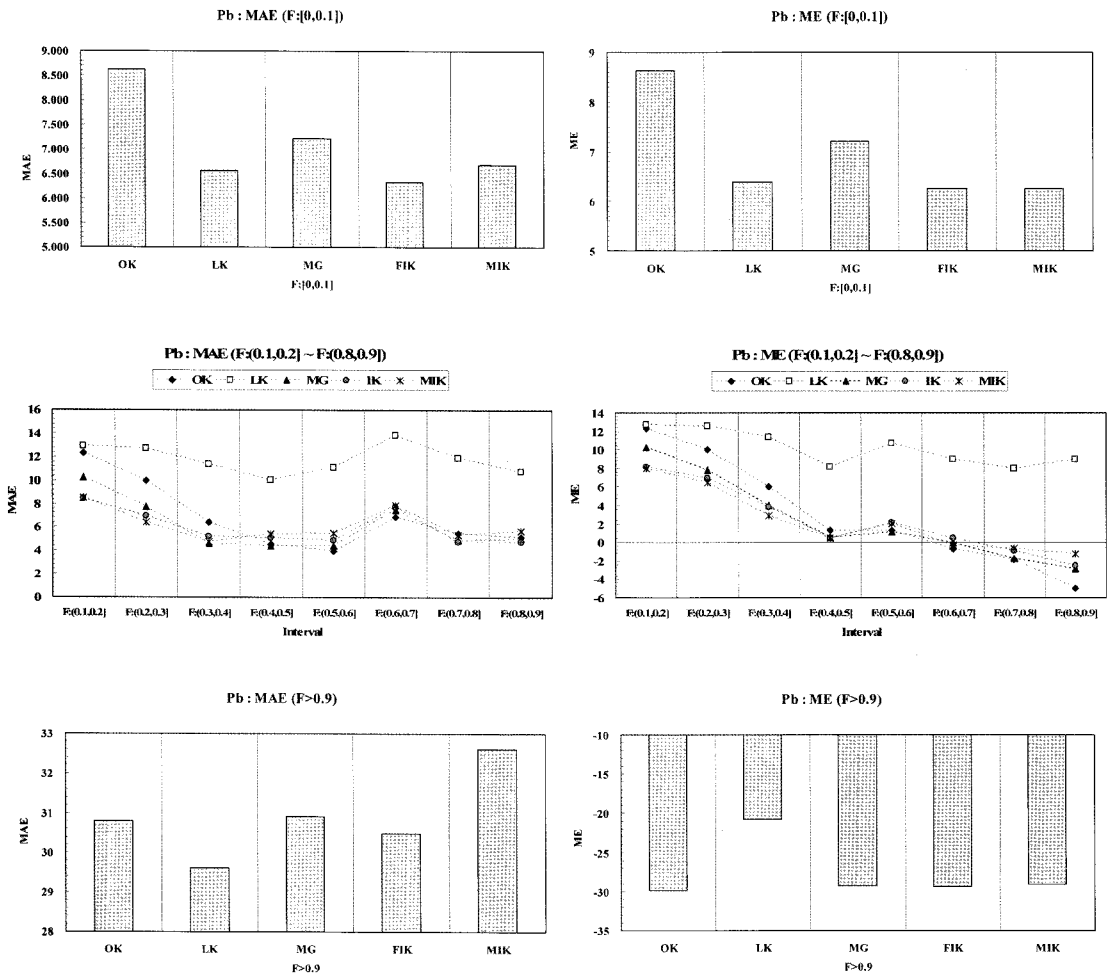 Pb : MAE (F:[0,0.1])
9.000
8.500
8.000
7.500
7.000
6.500
6.000
5.500
5.000
MAE
OK LK MG FIK MIK
F:[0,0.1]
Pb : ME (F:[0,0.1])
9
8
7
6
5
ME
OK LK MG FIK MIK
F:[0,0.1]
Pb : MAE (F:(0.1,0.2] ~ F:(0.8,0.9])
OK LK MG IK MIK
16
14
12
10
8
6
4
2
0
MAE
F:(0.1,0.2] F:(0.2,0.3] F:(0.3,0.4] F:(0.4,0.5] F:(0.5,0.6] F:(0.6,0.7] F:(0.7,0.8] F:(0.8,0.9]
Interval
Pb : ME (F:(0.1,0.2] ~ F:(0.8,0.9])
OK LK MG IK MIK
14
12
10
8
6
4
2
0
-2
-4
-6
ME
F:(0.1,0.2] F:(0.2,0.3] F:(0.3,0.4] F:(0.4,0.5] F:(0.5,0.6] F:(0.6,0.7] F:(0.7,0.8] F:(0.8,0.9]
Interval
Pb : MAE (F>0.9)
33
32
31
30
29
28
MAE
OK LK MG FIK MIK
F>0.9
Pb : ME (F>0.9)
-10
-15
-20
-25
-30
-35
ME
OK LK MG FIK MIK
F>0.9